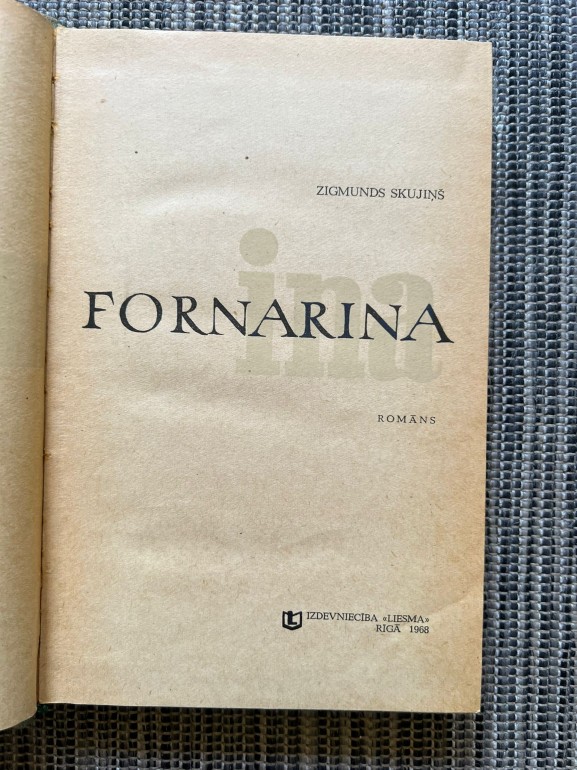 ZIGMUNDS SKUJIŅŠ
ina
FORNARINA
ROMĀNS
IZDEVNIECĪBA «LIESMA»
RĪGĀ 1968